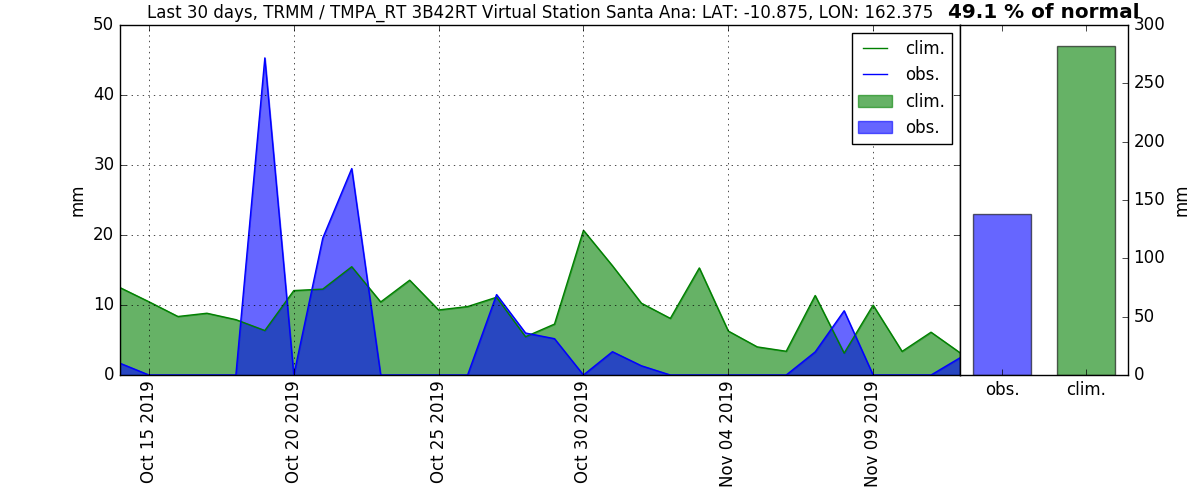 Last 30 days, TRMM / TMPA_RT 3B42RT Virtual Station Santa Ana: LAT: -10.875, LON: 162.375
49.1 % of normal
50
40
30
20
10
0
mm
clim.
obs.
clim.
obs.
Oct 15 2019
Oct 20 2019
Oct 25 2019
Oct 30 2019
Nov 04 2019
Nov 09 2019
300
250
200
150
100
50
0
mm
obs.
clim.